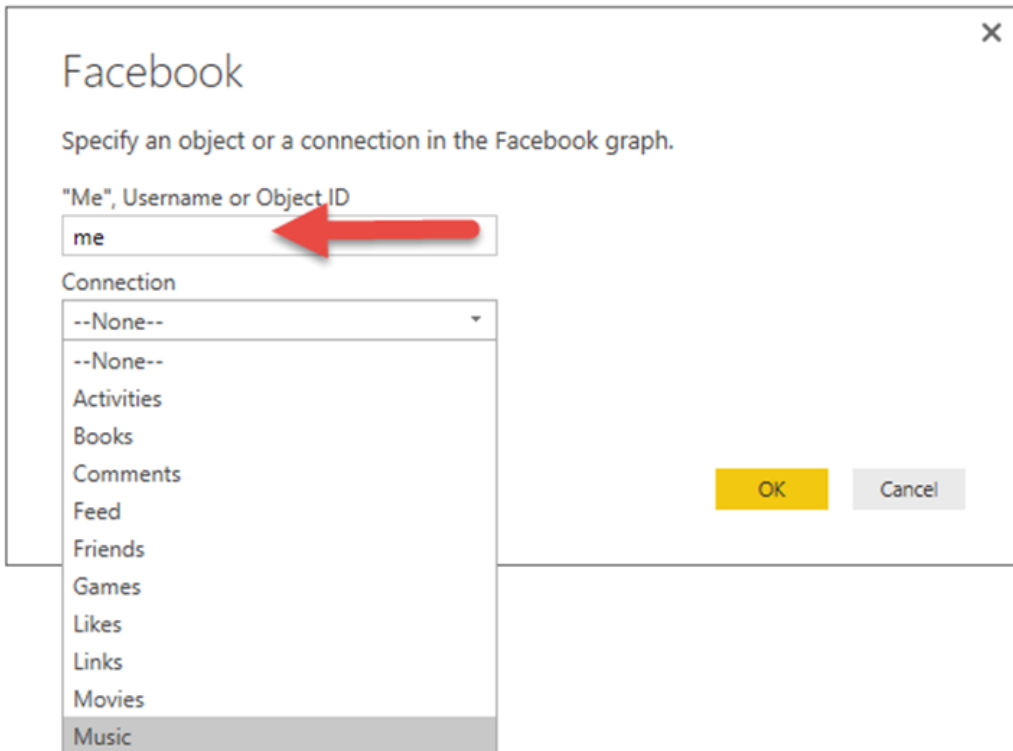 Facebook
Specify an object or a connection in the Facebook graph.
"Me", Username or Object ID
me
Connection
--None--
--None--
Activities
Books
Comments
Feed
Friends
Games
Likes
Links
Movies
Music
OK
Cancel